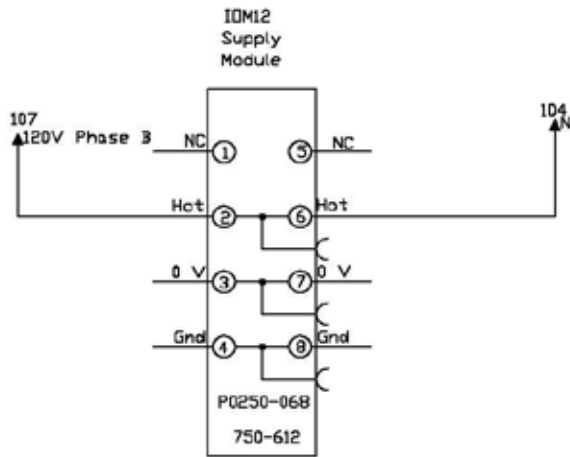 IOM12
Supply
Module
107
120V Phase B
104
N
NC 1 5 NC
Hot 2 6 Hot
0 V 3 7 0 V
Gnd 4 8 Gnd
P0250-068
750-612